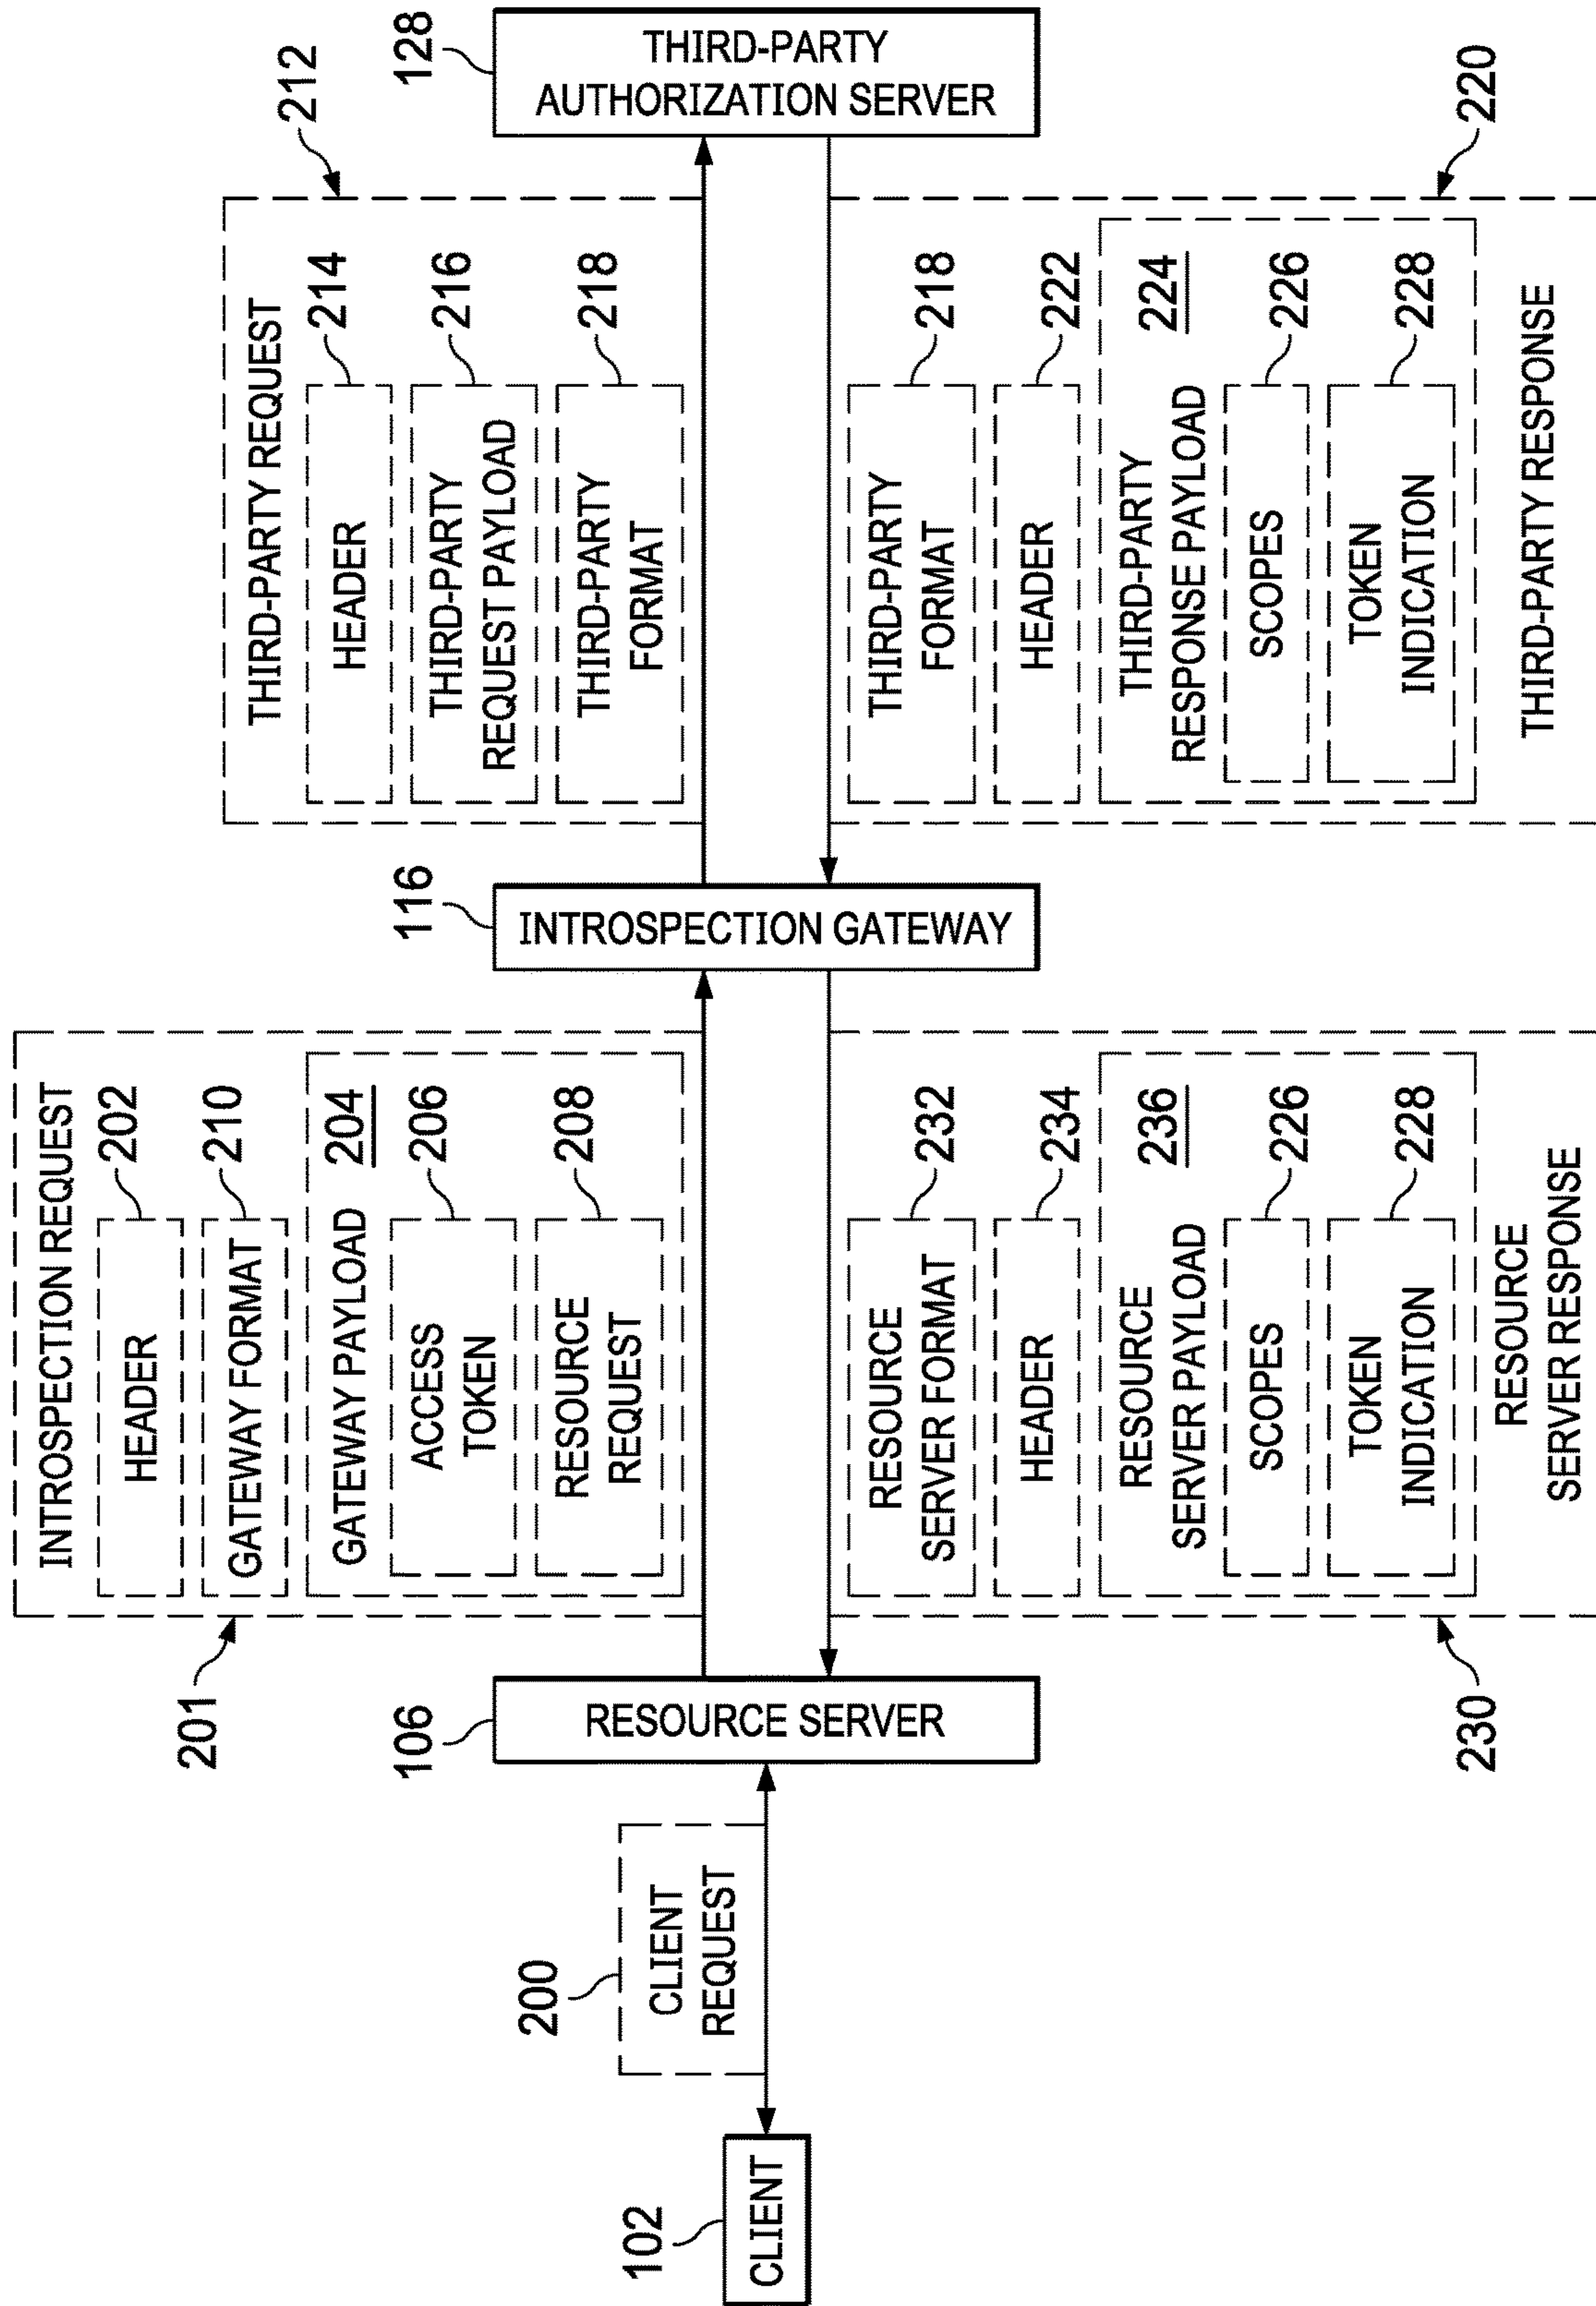 INTROSPECTION REQUEST
HEADER
202
GATEWAY FORMAT
210
GATEWAY PAYLOAD
204
ACCESS
TOKEN
206
RESOURCE
REQUEST
208
201
THIRD-PARTY REQUEST
212
HEADER
214
THIRD-PARTY
REQUEST PAYLOAD
216
THIRD-PARTY
FORMAT
218
102
CLIENT
200
CLIENT
REQUEST
106
RESOURCE SERVER
116
INTROSPECTION GATEWAY
128
THIRD-PARTY
AUTHORIZATION SERVER
RESOURCE
SERVER FORMAT
232
HEADER
234
RESOURCE
SERVER PAYLOAD
236
SCOPES
226
TOKEN
INDICATION
228
RESOURCE
SERVER RESPONSE
230
THIRD-PARTY
FORMAT
218
HEADER
222
THIRD-PARTY
RESPONSE PAYLOAD
224
SCOPES
226
TOKEN
INDICATION
228
THIRD-PARTY RESPONSE
220